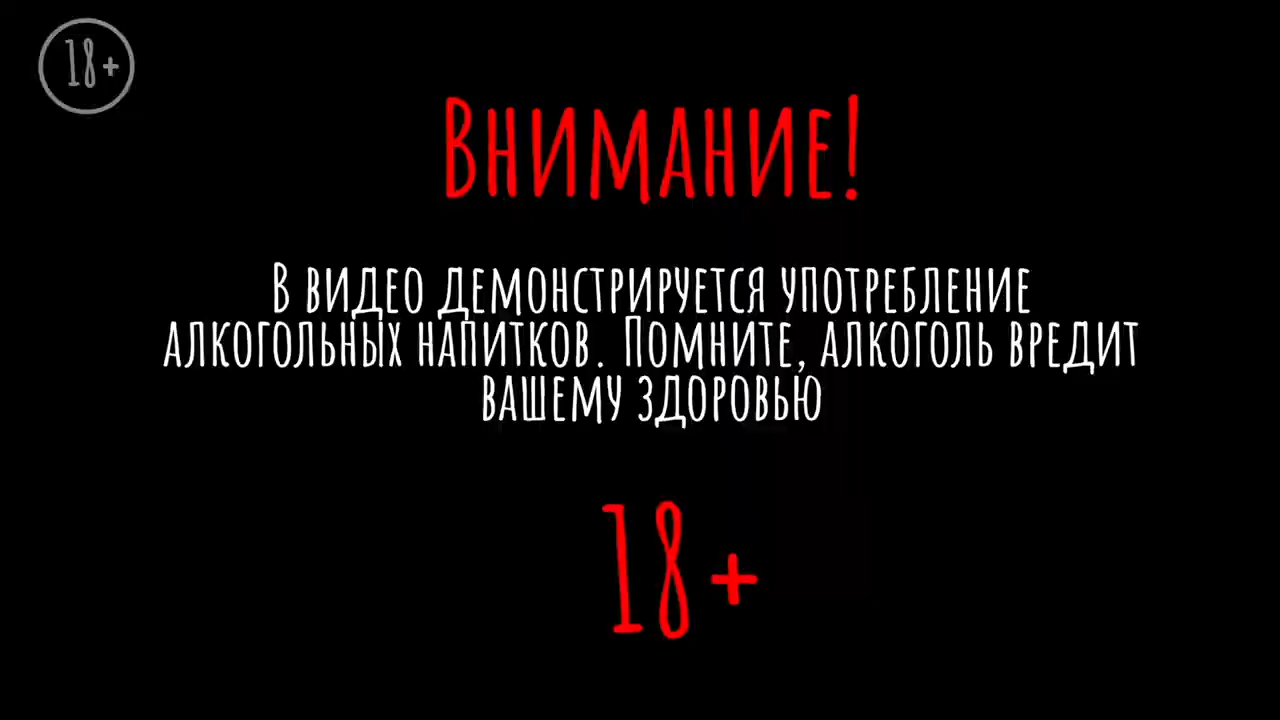 18+
Внимание!
В видео демонстрируется употребление
алкогольных напитков. Помните, алкоголь вредит
вашему здоровью
18+